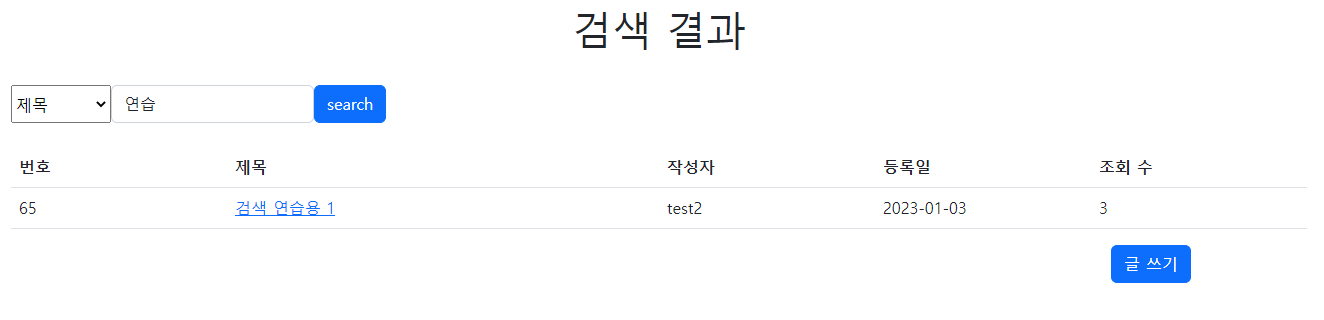 검색 결과
제목 연습 search
번호 제목 작성자 등록일 조회 수
65 검색 연습용 1 test2 2023-01-03 3
글 쓰기